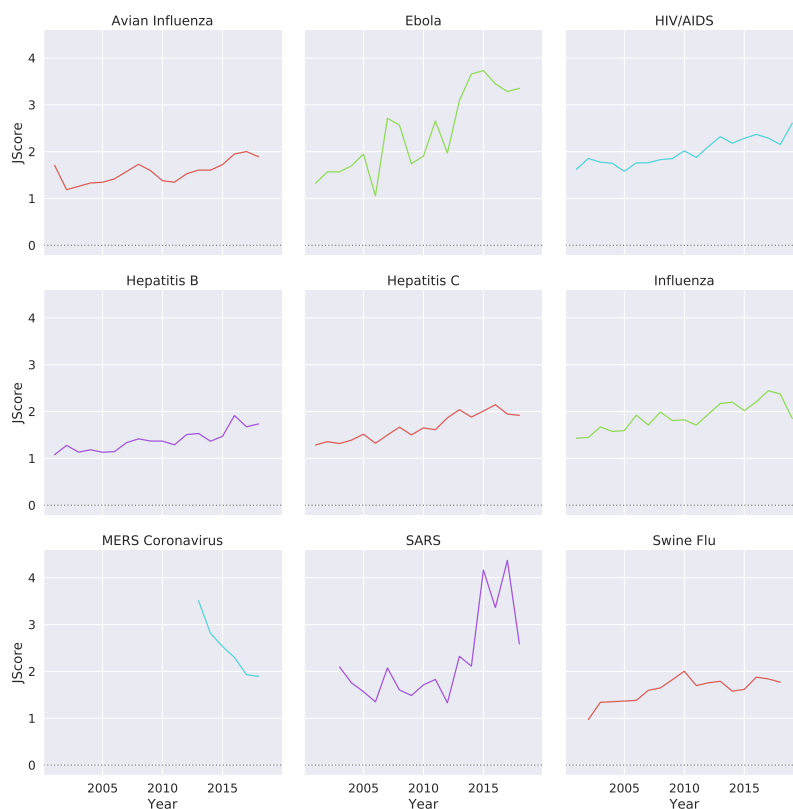 Avian Influenza Ebola HIV/AIDS
4
3
2
1
0
JScore
Hepatitis B Hepatitis C Influenza
4
3
2
1
0
JScore
MERS Coronavirus SARS Swine Flu
4
3
2
1
0
JScore
2005 2010 2015 2005 2010 2015 2005 2010 2015
Year Year Year